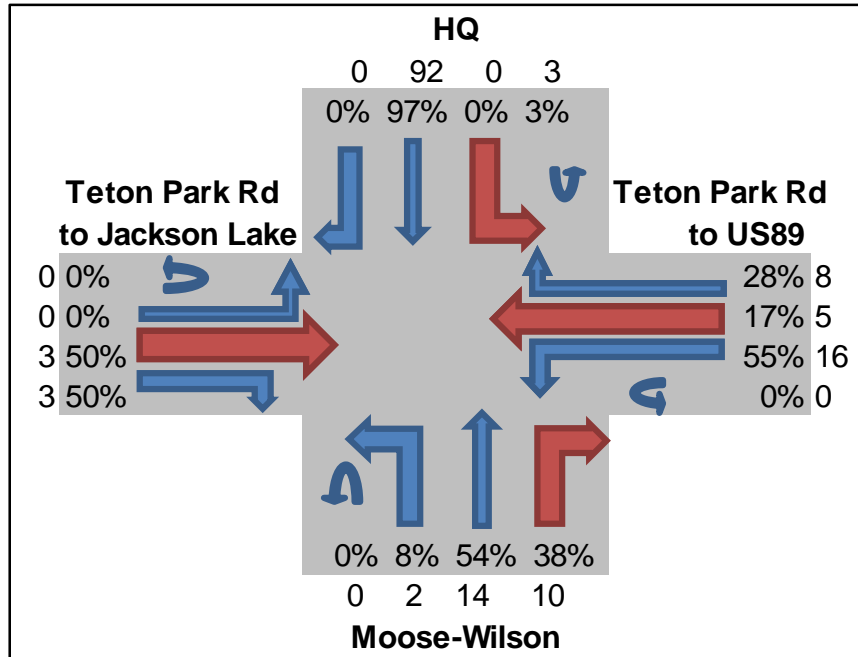 HQ
0 92 0 3
0% 97% 0% 3%
Teton Park Rd
to Jackson Lake
Teton Park Rd
to US89
0 0%
0 0%
3 50%
3 50%
28% 8
17% 5
55% 16
0% 0
0% 8% 54% 38%
0 2 14 10
Moose-Wilson